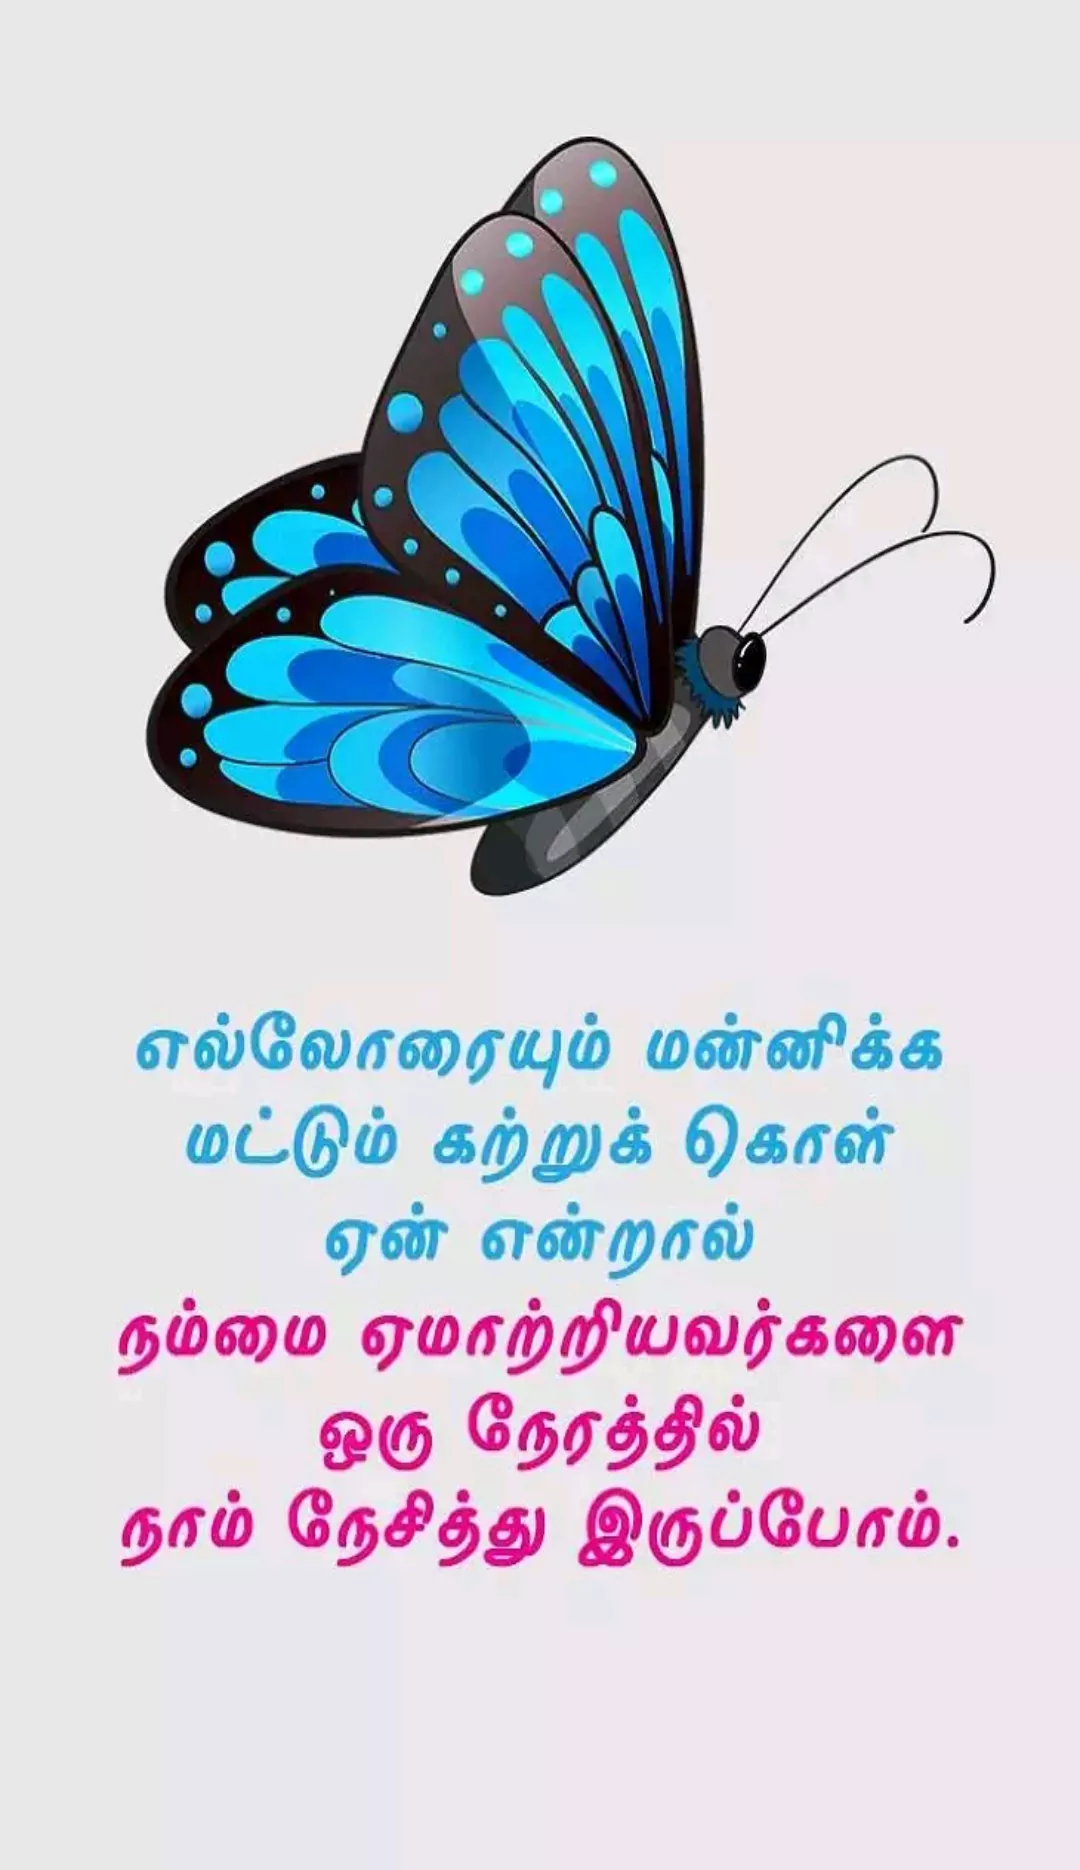 எல்லோரையும் மன்னிக்க
மட்டும் கற்றுக் கொள்
ஏன் என்றால்
நம்மை ஏமாற்றியவர்களை
ஒரு நேரத்தில்
நாம் நேசித்து இருப்போம்.